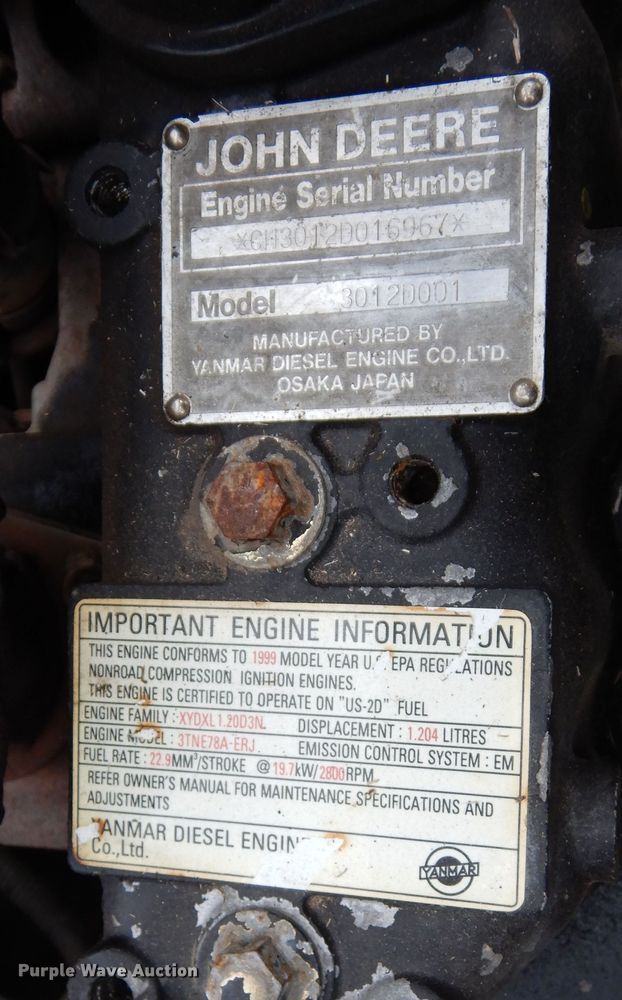 JOHN DEERE
Engine Serial Number
*CH3012D016967*
Model 3012D001
MANUFACTURED BY
YANMAR DIESEL ENGINE CO.,LTD.
OSAKA JAPAN
IMPORTANT ENGINE INFORMATION
THIS ENGINE CONFORMS TO 1999 MODEL YEAR U.S. EPA REGULATIONS
NONROAD COMPRESSION IGNITION ENGINES.
THIS ENGINE IS CERTIFIED TO OPERATE ON "US-2D" FUEL
ENGINE FAMILY : XYDXL1.20D3N DISPLACEMENT : 1.204 LITRES
ENGINE MODEL : 3TNE78A-ERJ EMISSION CONTROL SYSTEM : EM
FUEL RATE : 22.9MM³/STROKE @ 19.7kW/2800RPM
REFER OWNER'S MANUAL FOR MAINTENANCE SPECIFICATIONS AND
ADJUSTMENTS
YANMAR DIESEL ENGIN
Co.,Ltd.
YANMAR
Purple Wave Auction